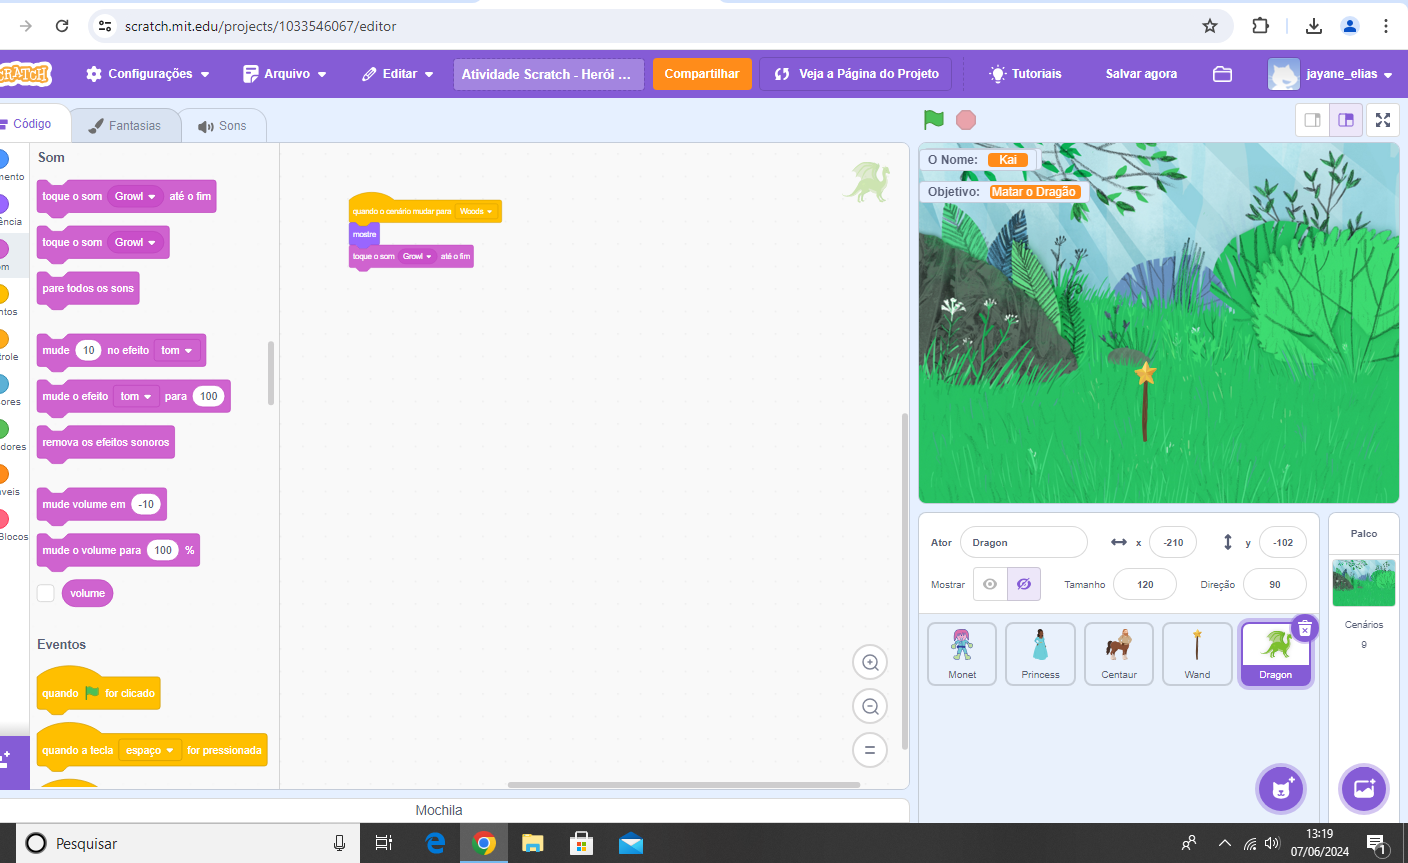 scratch.mit.edu/projects/1033546067/editor
SCRATCH
Configurações
Arquivo
Editar
Atividade Scratch - Herói ...
Compartilhar
Veja a Página do Projeto
Tutoriais
Salvar agora
jayane_elias
Código
Fantasias
Sons
mento
ência
om
ntos
trole
ores
dores
veis
Blocos
Som
toque o som Growl até o fim
toque o som Growl
pare todos os sons
mude 10 no efeito tom
mude o efeito tom para 100
remova os efeitos sonoros
mude volume em -10
mude o volume para 100 %
volume
Eventos
quando for clicado
quando a tecla espaço for pressionada
quando o cenário mudar para Woods
mostre
toque o som Growl até o fim
O Nome: Kai
Objetivo: Matar o Dragão
Ator Dragon x -210 y -102
Mostrar Tamanho 120 Direção 90
Monet
Princess
Centaur
Wand
Dragon
Palco
Cenários
9
Mochila
Pesquisar
13:19
07/06/2024
1